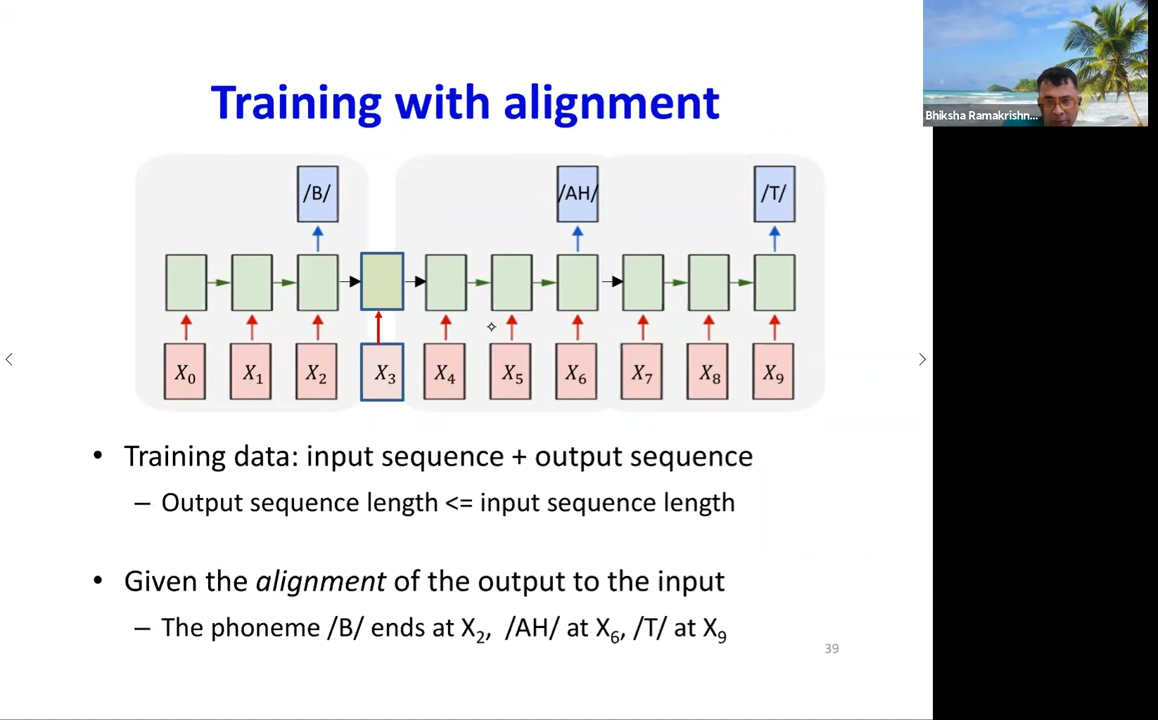 Training with alignment
Bhiksha Ramakrishn...
/B/ /AH/ /T/
X0 X1 X2 X3 X4 X5 X6 X7 X8 X9
• Training data: input sequence + output sequence
– Output sequence length <= input sequence length
• Given the alignment of the output to the input
– The phoneme /B/ ends at X2, /AH/ at X6, /T/ at X9
39